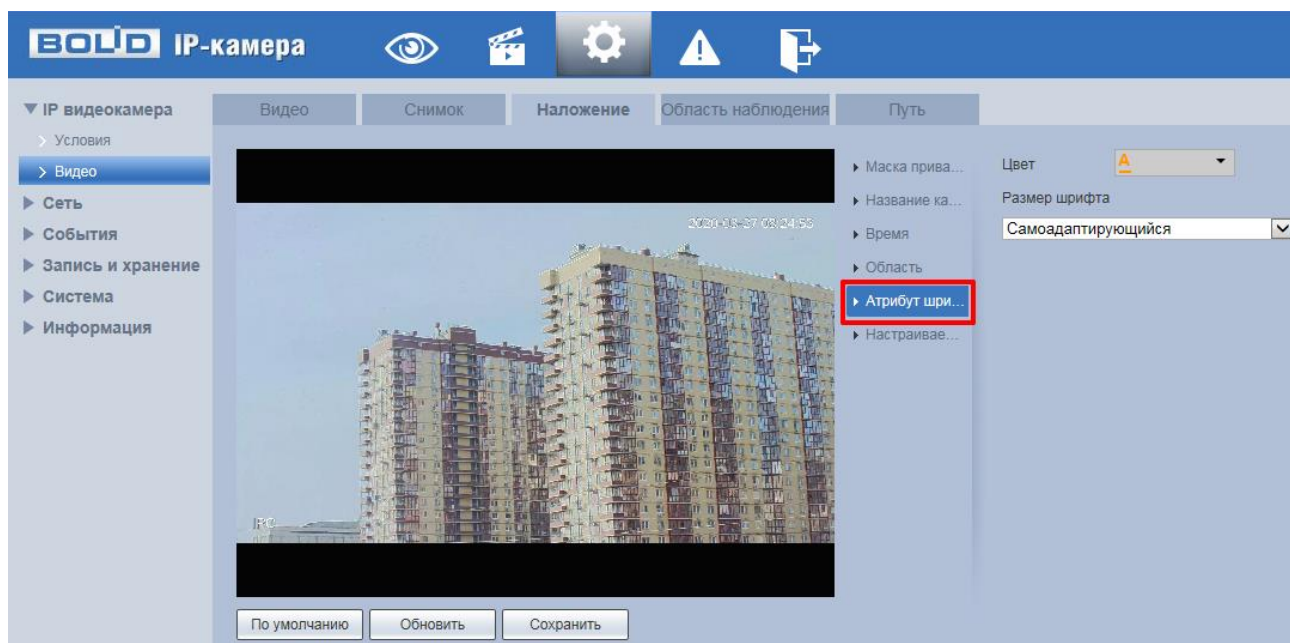 BOLID IP-камера
IP видеокамера
Условия
Видео
Сеть
События
Запись и хранение
Система
Информация
Видео
Снимок
Наложение
Область наблюдения
Путь
IPC
Маска прива...
Название ка...
Время
Область
Атрибут шри...
Настраивае...
Цвет
A
Размер шрифта
Самоадаптирующийся
По умолчанию
Обновить
Сохранить